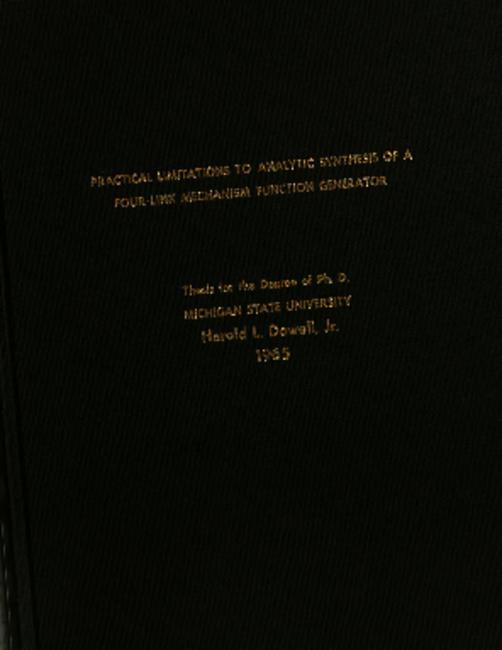 PRACTICAL LIMITATIONS TO ANALYTIC SYNTHESIS OF A
FOUR-LINK MECHANISM FUNCTION GENERATOR
Thesis for the Degree of Ph. D.
MICHIGAN STATE UNIVERSITY
Harold L. Dowell, Jr.
1965